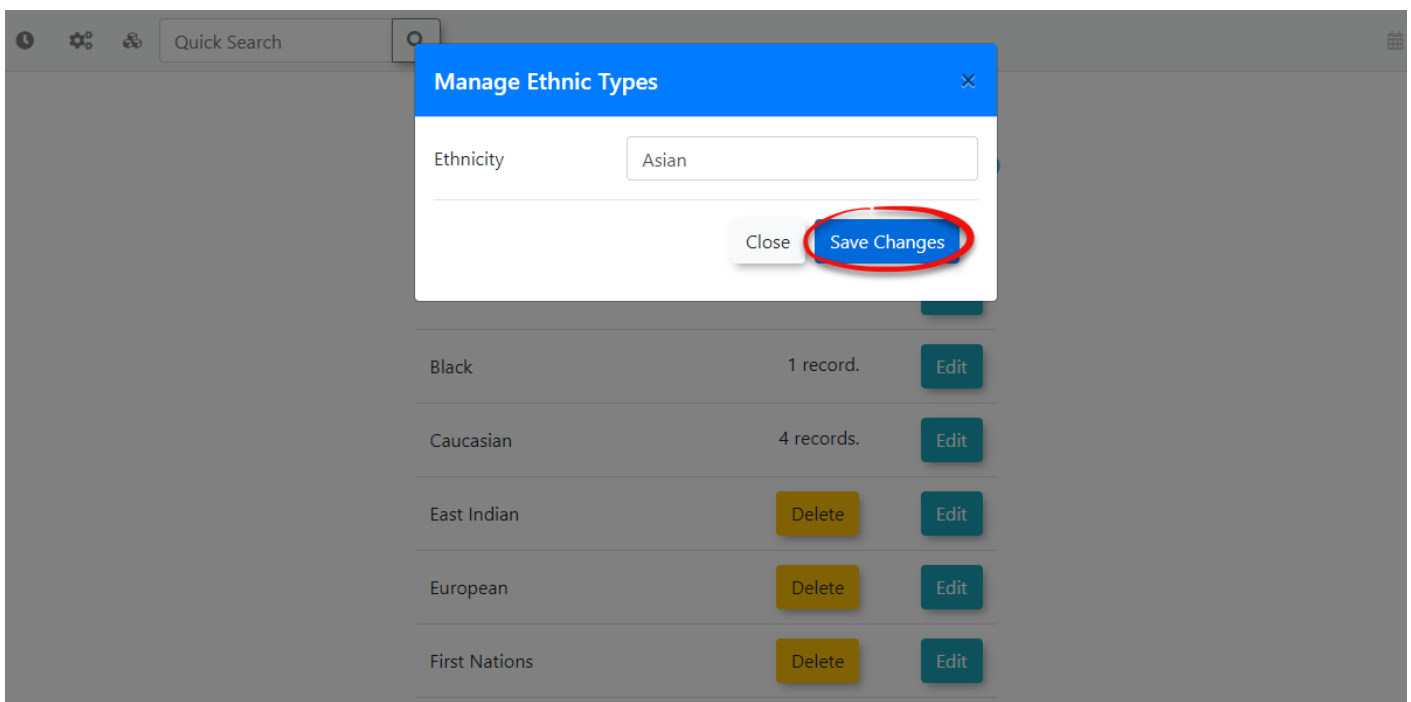 Quick Search
Manage Ethnic Types ×
Ethnicity Asian
Close Save Changes
Black 1 record. Edit
Caucasian 4 records. Edit
East Indian Delete Edit
European Delete Edit
First Nations Delete Edit